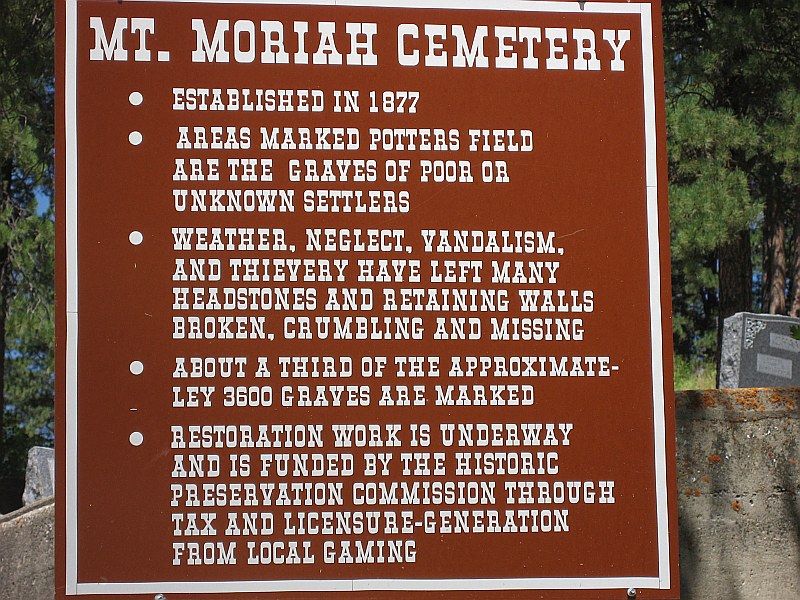 MT. MORIAH CEMETERY
• ESTABLISHED IN 1877
• AREAS MARKED POTTERS FIELD
ARE THE GRAVES OF POOR OR
UNKNOWN SETTLERS
• WEATHER, NEGLECT, VANDALISM,
AND THIEVERY HAVE LEFT MANY
HEADSTONES AND RETAINING WALLS
BROKEN, CRUMBLING AND MISSING
• ABOUT A THIRD OF THE APPROXIMATE-
LEY 3600 GRAVES ARE MARKED
• RESTORATION WORK IS UNDERWAY
AND IS FUNDED BY THE HISTORIC
PRESERVATION COMMISSION THROUGH
TAX AND LICENSURE-GENERATION
FROM LOCAL GAMING